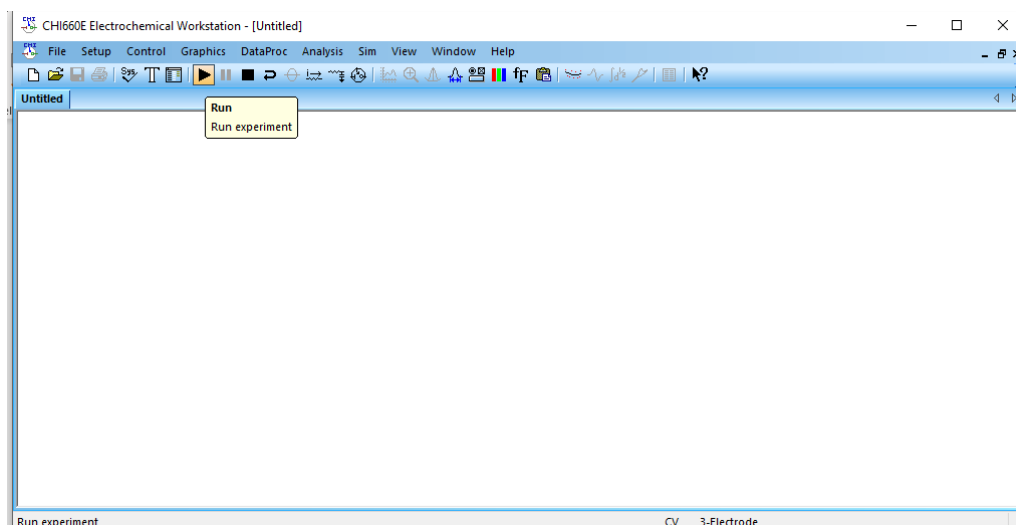 CHI660E Electrochemical Workstation - [Untitled]
File Setup Control Graphics DataProc Analysis Sim View Window Help
Untitled
Run
Run experiment
Run experiment CV 3-Electrode